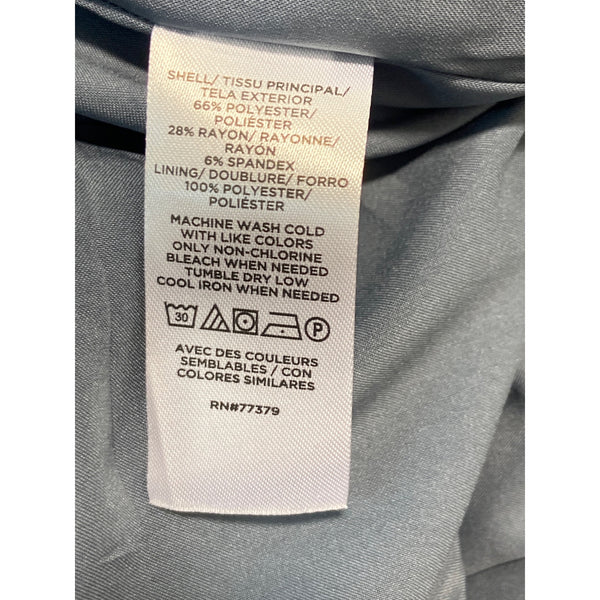 SHELL/ TISSU PRINCIPAL/
TELA EXTERIOR
66% POLYESTER/
POLIÉSTER
28% RAYON/ RAYONNE/
RAYÓN
6% SPANDEX
LINING/ DOUBLURE/ FORRO
100% POLYESTER/
POLIÉSTER
MACHINE WASH COLD
WITH LIKE COLORS
ONLY NON-CHLORINE
BLEACH WHEN NEEDED
TUMBLE DRY LOW
COOL IRON WHEN NEEDED
30 P
AVEC DES COULEURS
SEMBLABLES / CON
COLORES SIMILARES
RN#77379